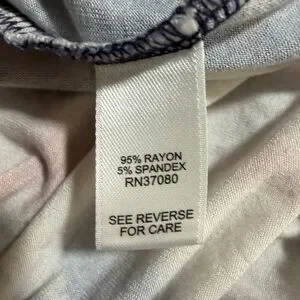 95% RAYON
5% SPANDEX
RN37080
SEE REVERSE
FOR CARE